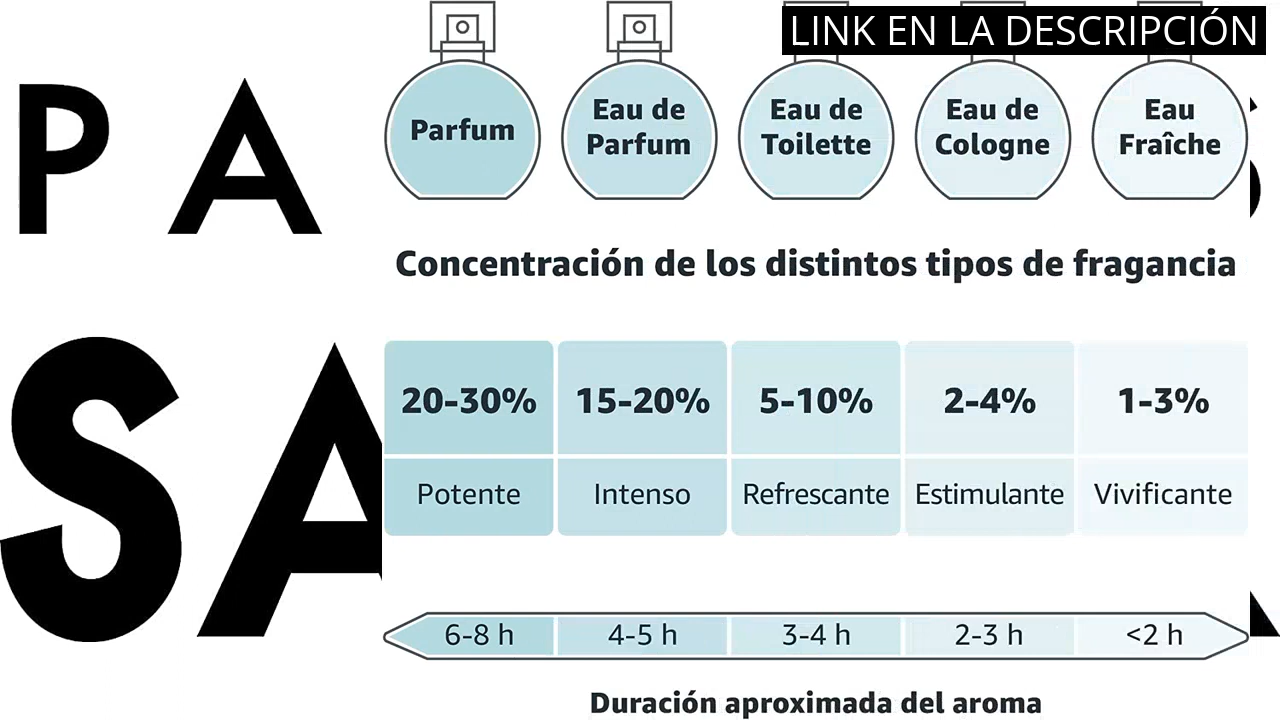 LINK EN LA DESCRIPCIÓN
P A
SA
Parfum
Eau de
Parfum
Eau de
Toilette
Eau de
Cologne
Eau
Fraîche
Concentración de los distintos tipos de fragancia
20-30% 15-20% 5-10% 2-4% 1-3%
Potente Intenso Refrescante Estimulante Vivificante
6-8 h 4-5 h 3-4 h 2-3 h <2 h
Duración aproximada del aroma